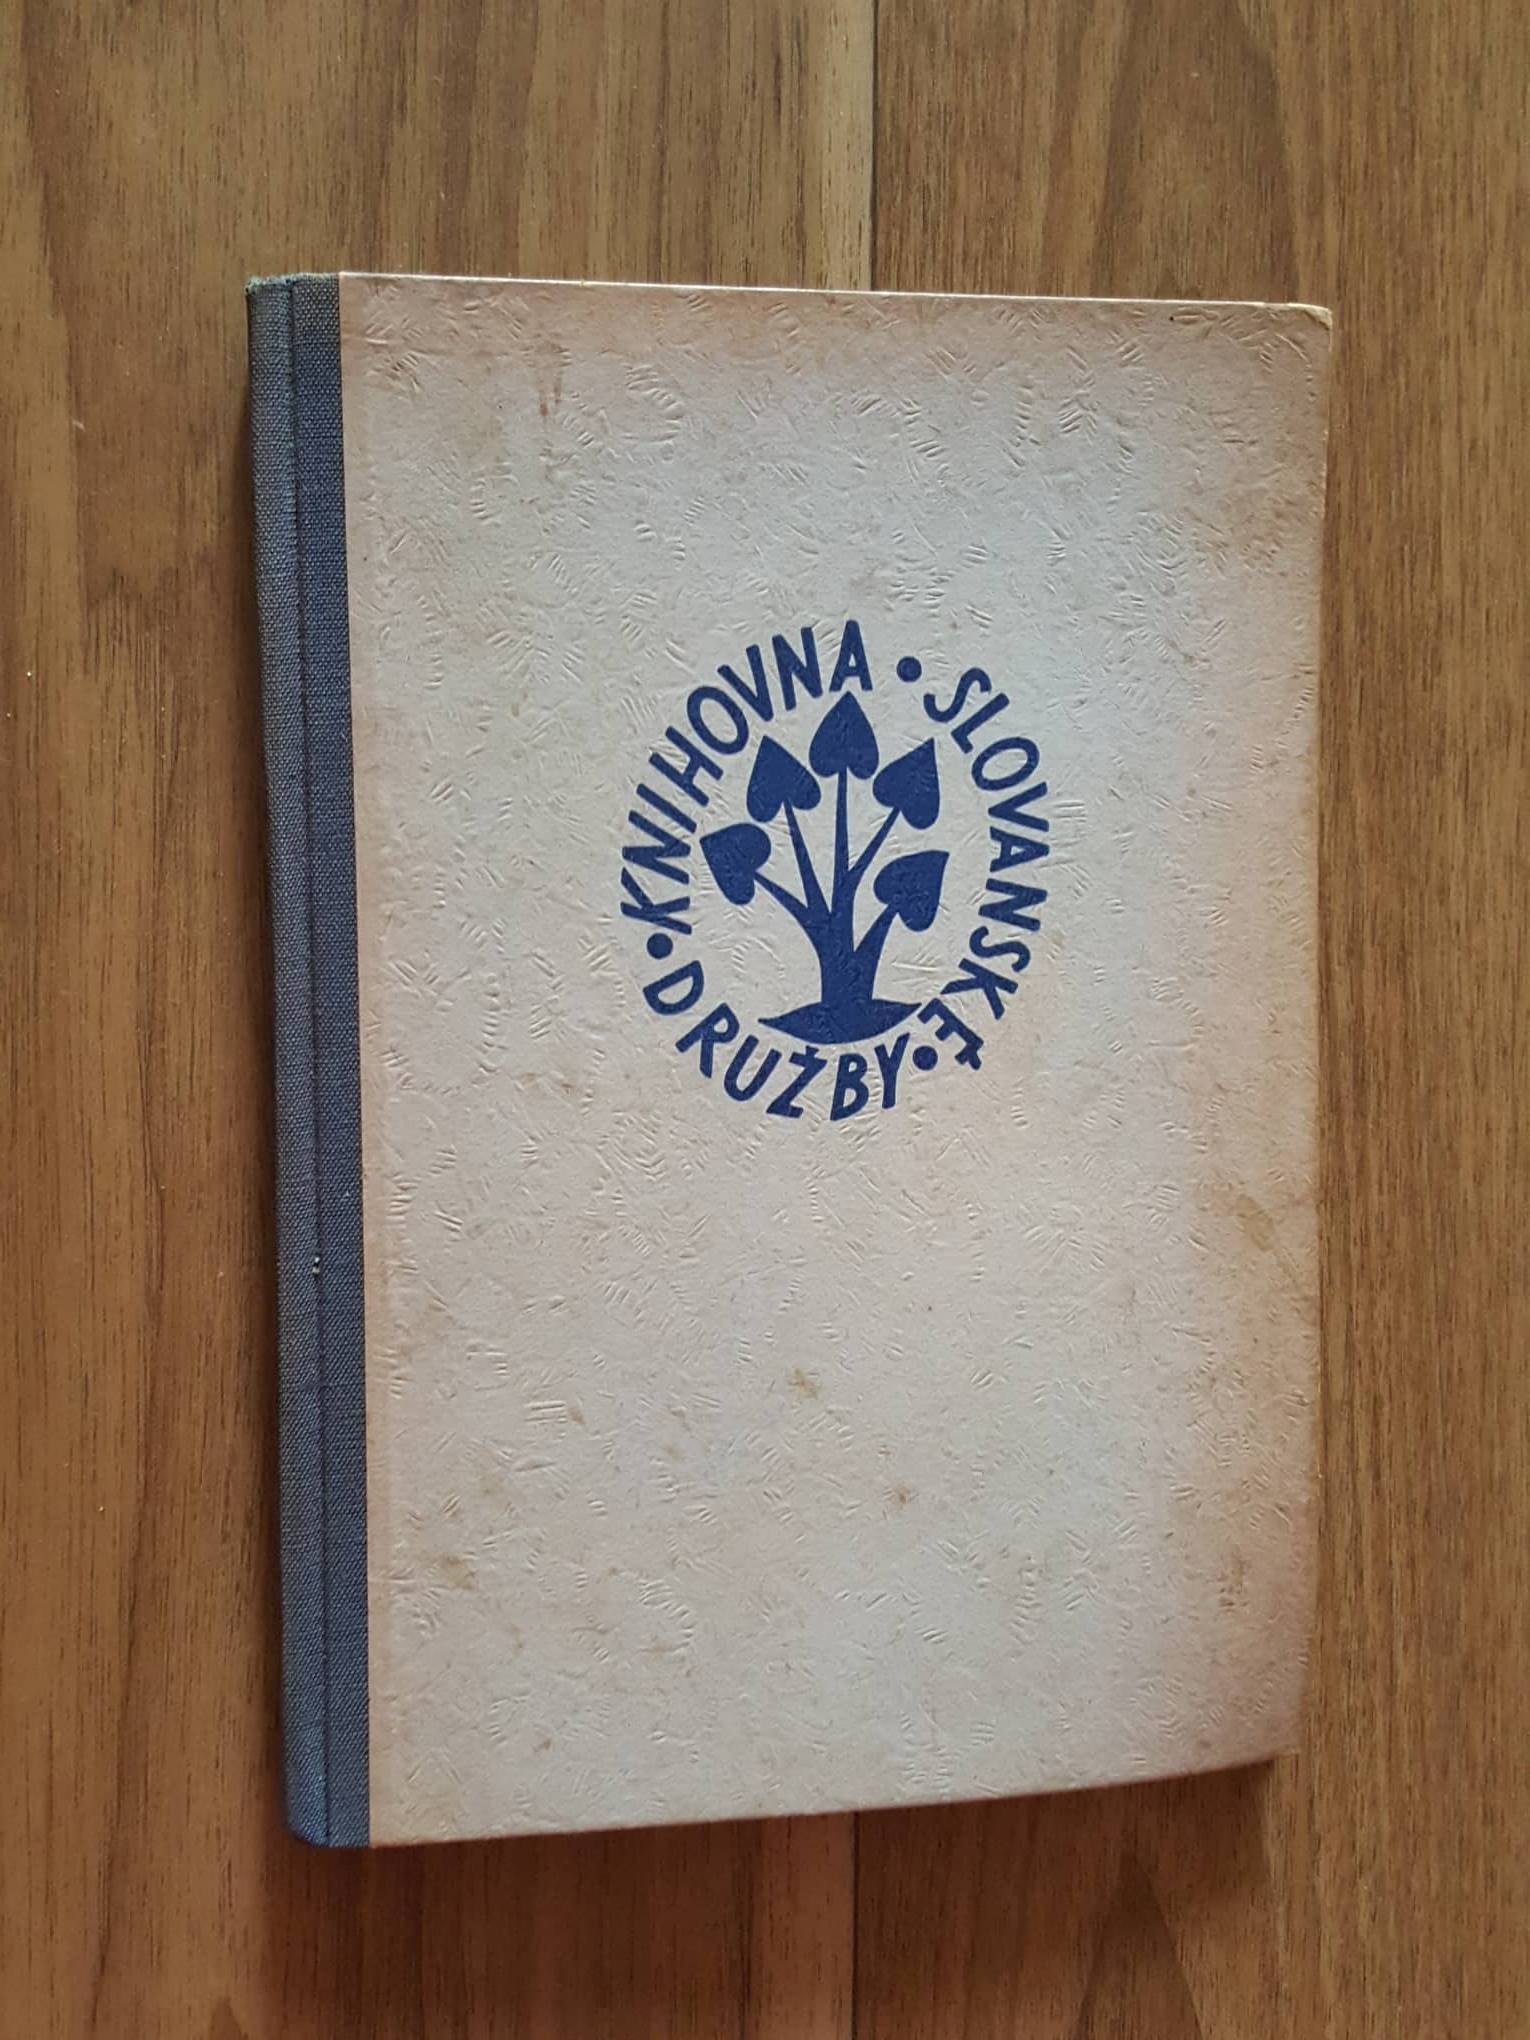 KNIHOVNA • SLOVANSKÉ • DRUŽBY •